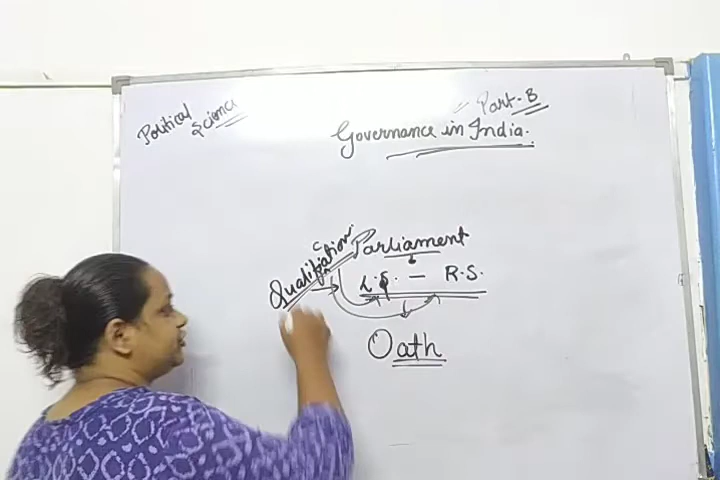 Political
Science
Part-B
Governance in India.
Qualification.
Parliament
L.S. — R.S.
Oath